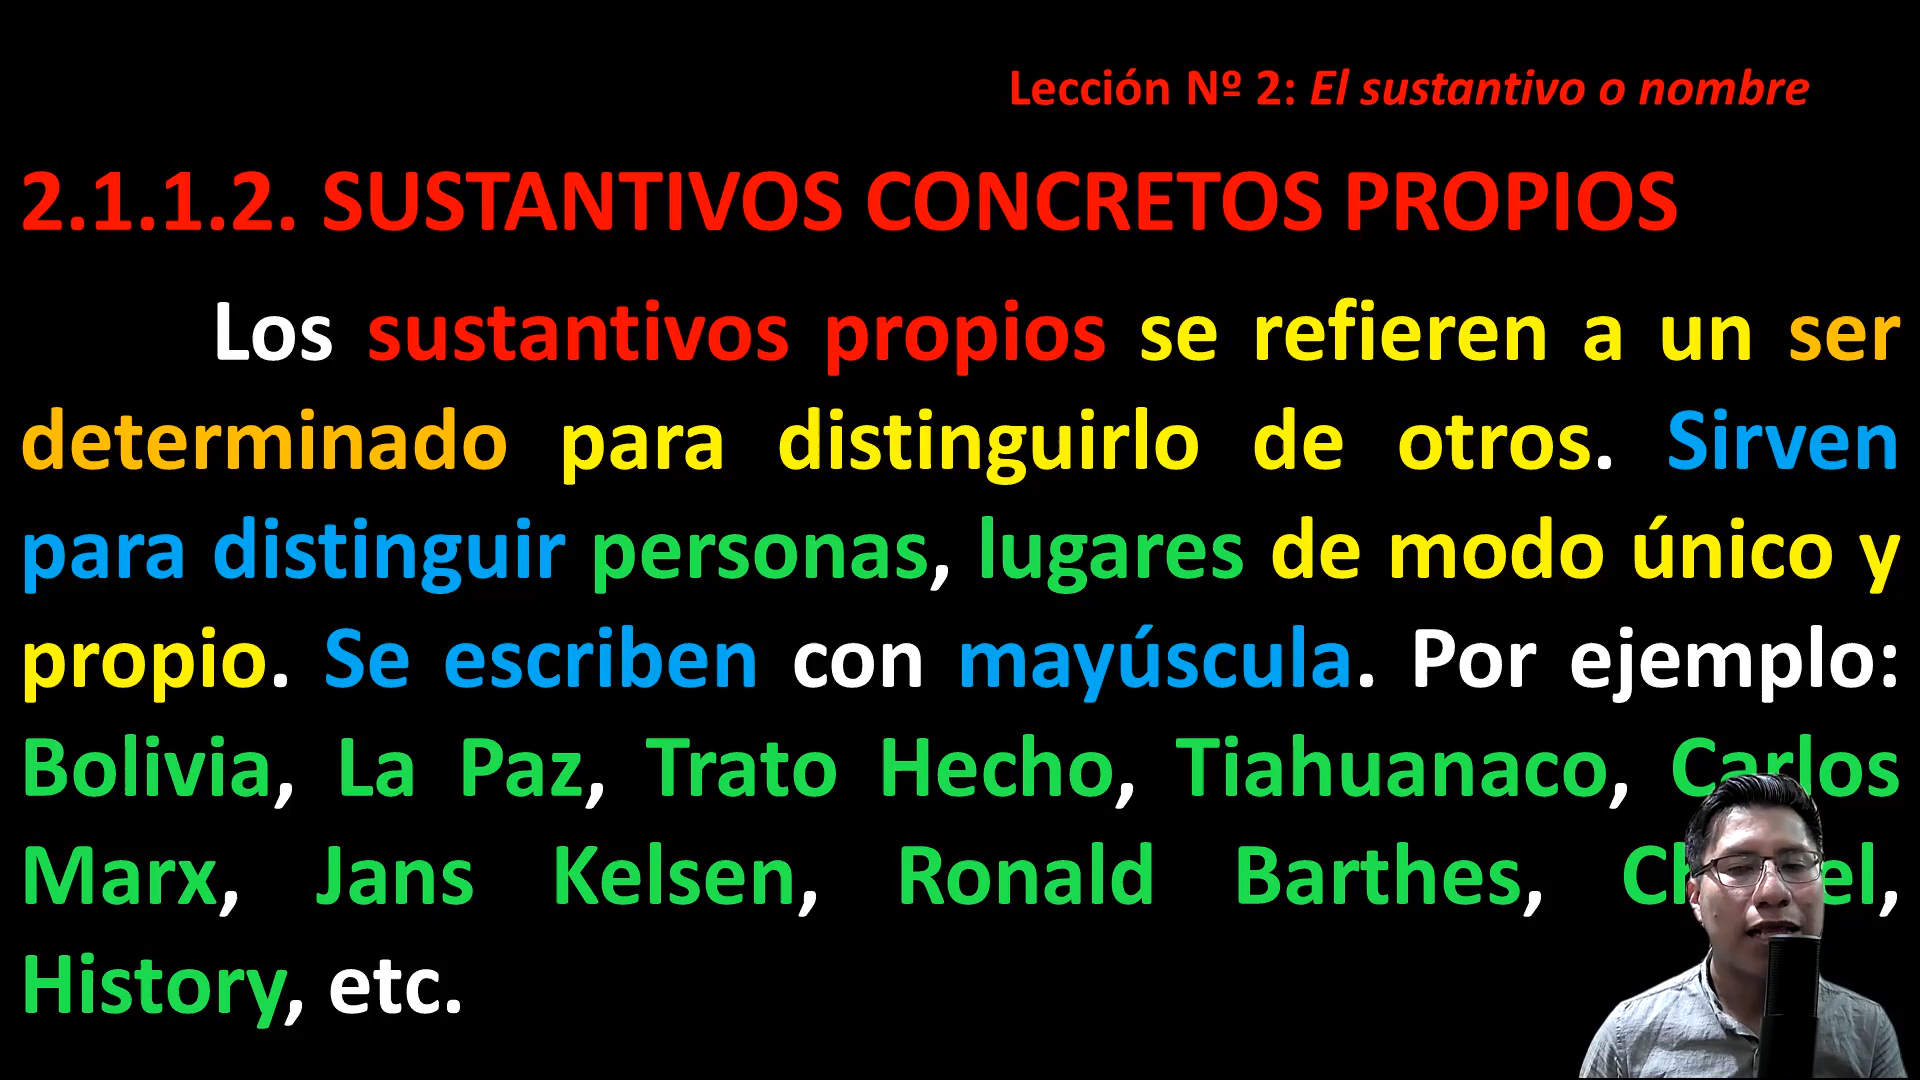 Lección Nº 2: El sustantivo o nombre
2.1.1.2. SUSTANTIVOS CONCRETOS PROPIOS
Los sustantivos propios se refieren a un ser
determinado para distinguirlo de otros. Sirven
para distinguir personas, lugares de modo único y
propio. Se escriben con mayúscula. Por ejemplo:
Bolivia, La Paz, Trato Hecho, Tiahuanaco, Carlos
Marx, Jans Kelsen, Ronald Barthes,
History, etc.